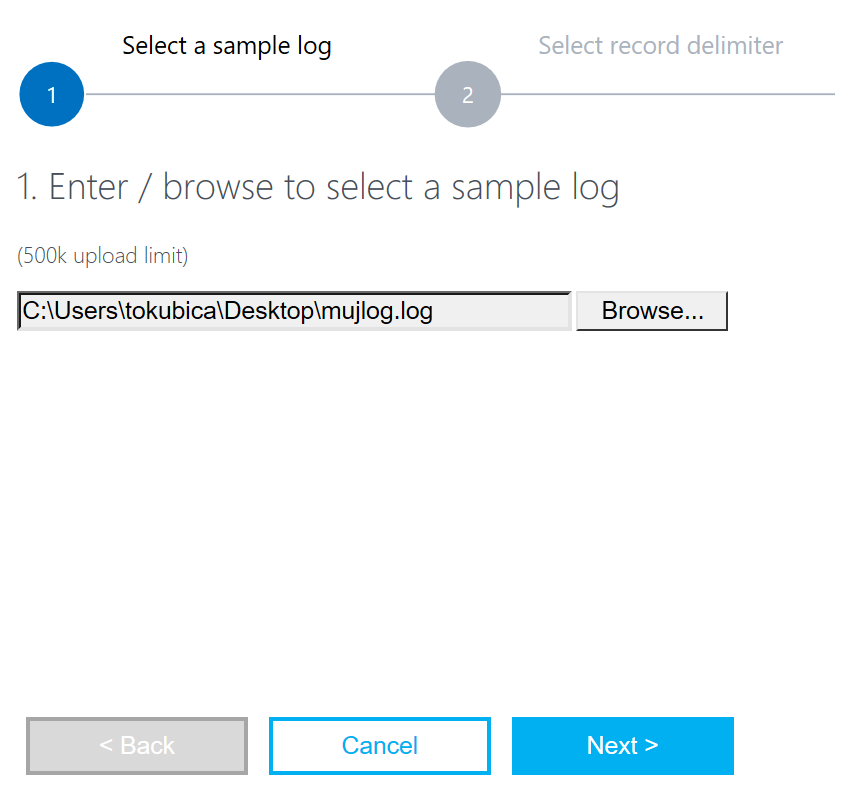 Select a sample log
Select record delimiter
1
2
1. Enter / browse to select a sample log
(500k upload limit)
C:\Users\tokubica\Desktop\mujlog.log
Browse...
< Back
Cancel
Next >